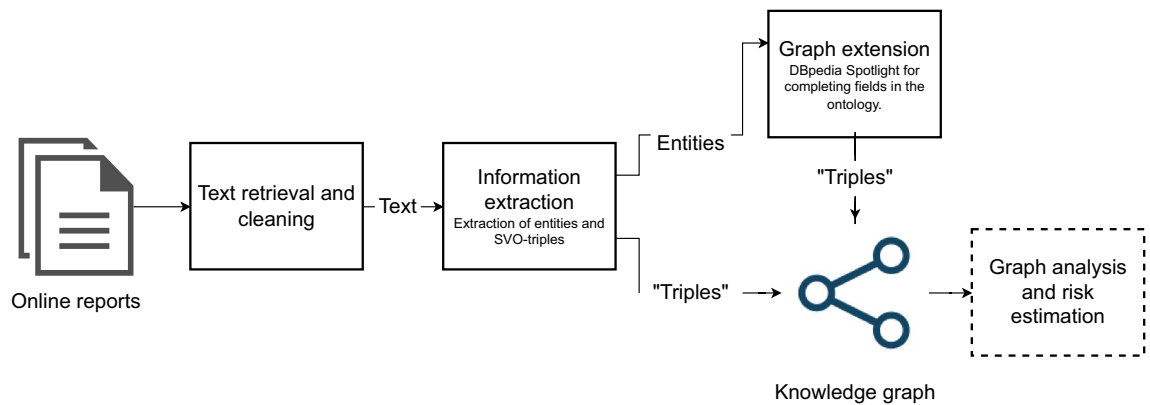 Online reports
Text retrieval and
cleaning
Text
Information
extraction
Extraction of entities and
SVO-triples
Entities
Graph extension
DBpedia Spotlight for
completing fields in the
ontology.
"Triples"
"Triples"
Knowledge graph
Graph analysis
and risk
estimation